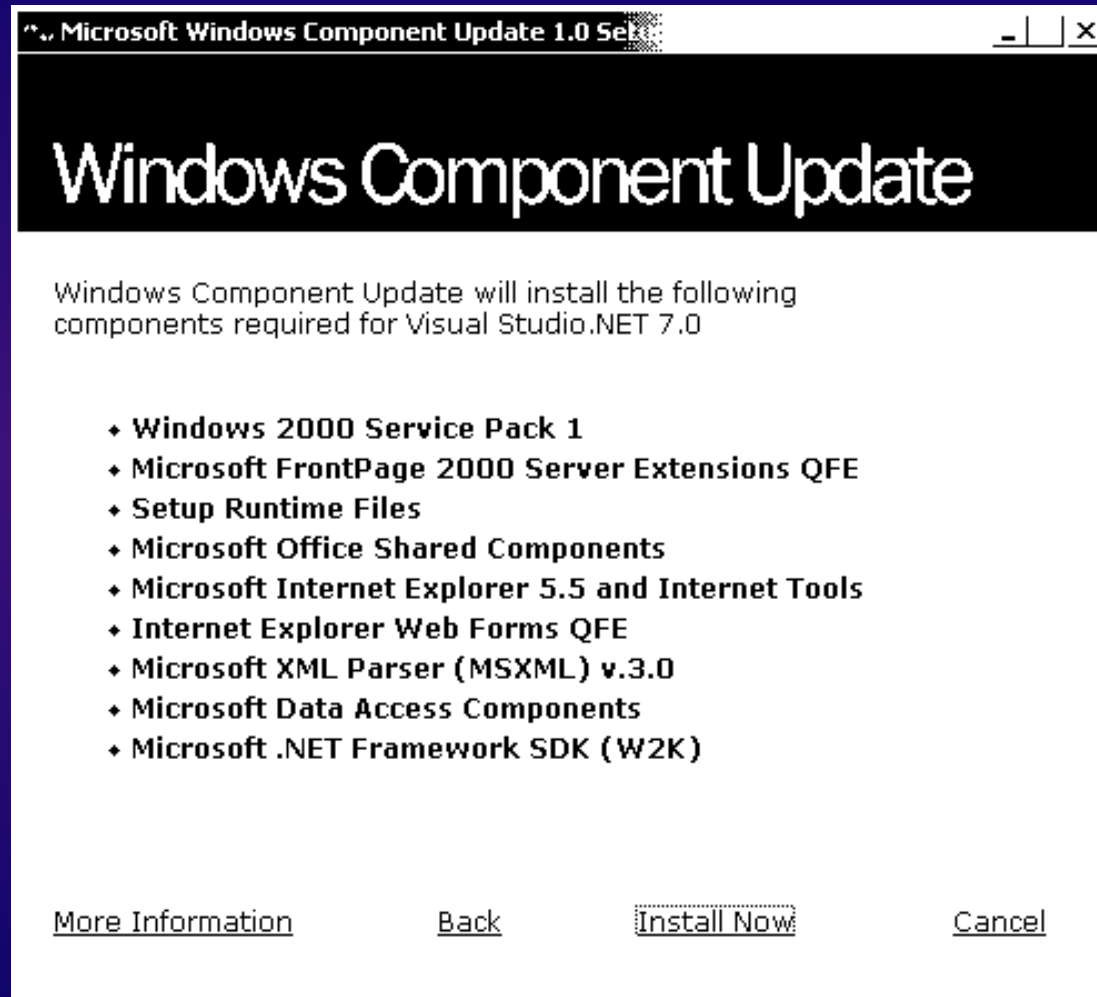 Microsoft Windows Component Update 1.0
Windows Component Update
Windows Component Update will install the following
components required for Visual Studio.NET 7.0
Windows 2000 Service Pack 1
Microsoft FrontPage 2000 Server Extensions QFE
Setup Runtime Files
Microsoft Office Shared Components
Microsoft Internet Explorer 5.5 and Internet Tools
Internet Explorer Web Forms QFE
Microsoft XML Parser (MSXML) v.3.0
Microsoft Data Access Components
Microsoft .NET Framework SDK (W2K)
More Information Back Install Now Cancel